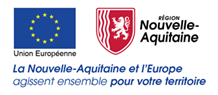 RÉGION
Nouvelle-
Aquitaine
Union Européenne
La Nouvelle-Aquitaine et l'Europe
agissent ensemble pour votre territoire